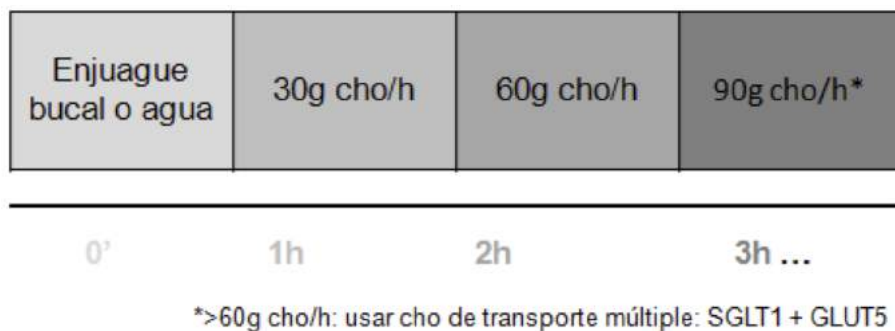 Enjuague
bucal o agua
30g cho/h
60g cho/h
90g cho/h*
0’
1h
2h
3h ...
*>60g cho/h: usar cho de transporte múltiple: SGLT1 + GLUT5